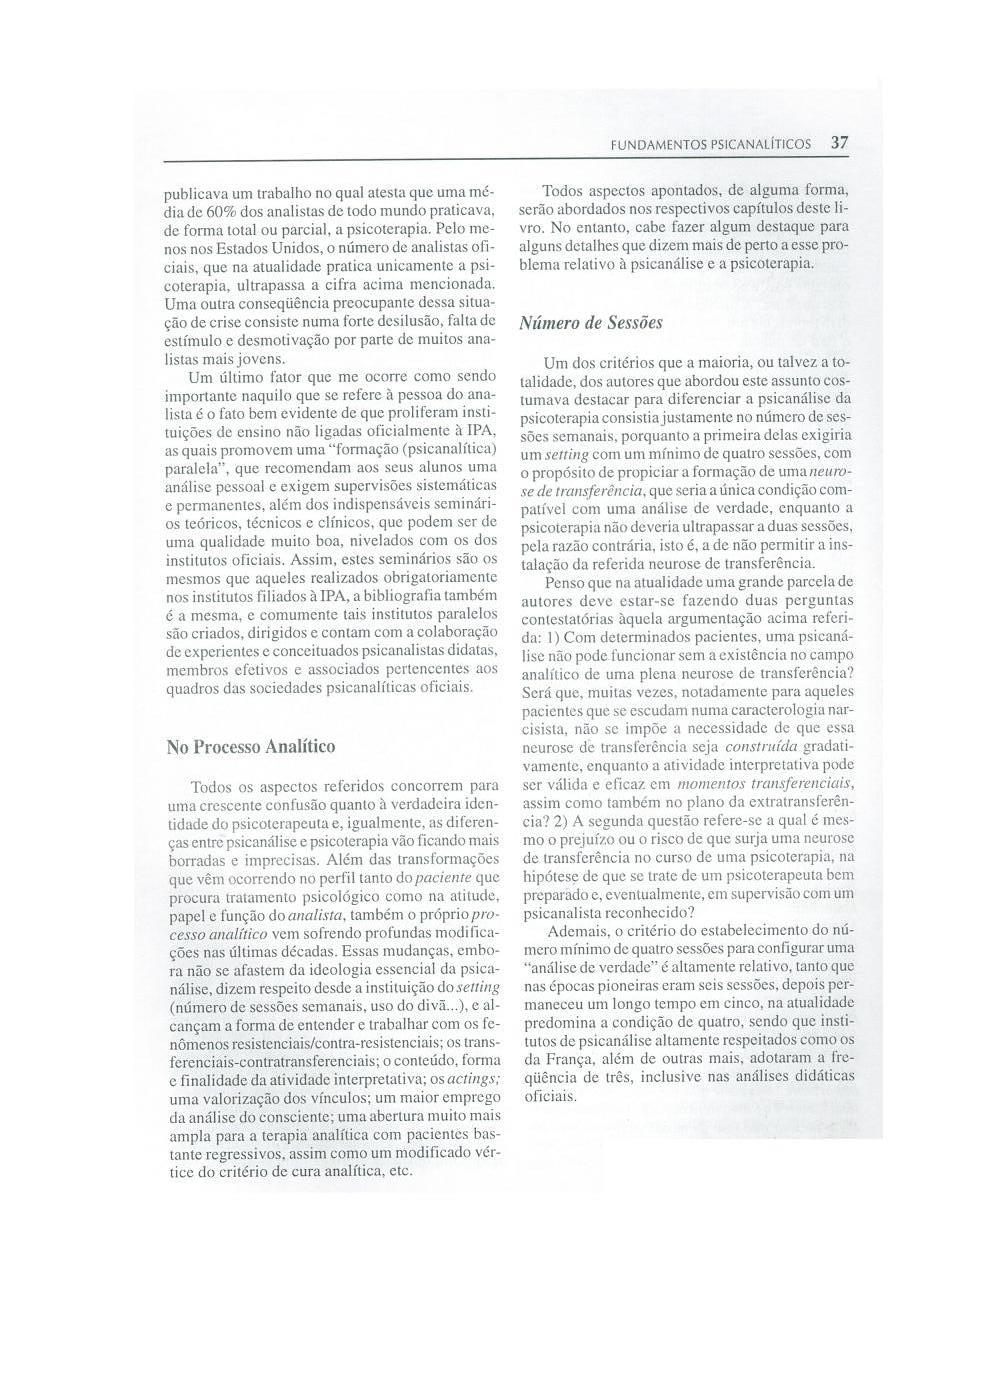 FUNDAMENTOS PSICANALÍTICOS 37
publicava um trabalho no qual atesta que uma mé-
dia de 60% dos analistas de todo mundo praticava,
de forma total ou parcial, a psicoterapia. Pelo me-
nos nos Estados Unidos, o número de analistas ofi-
ciais, que na atualidade pratica unicamente a psi-
coterapia, ultrapassa a cifra acima mencionada.
Uma outra conseqüência preocupante dessa situa-
ção de crise consiste numa forte desilusão, falta de
estímulo e desmotivação por parte de muitos ana-
listas mais jovens.
Um último fator que me ocorre como sendo
importante naquilo que se refere à pessoa do ana-
lista é o fato bem evidente de que proliferam insti-
tuições de ensino não ligadas oficialmente à IPA,
as quais promovem uma “formação (psicanalítica)
paralela”, que recomendam aos seus alunos uma
análise pessoal e exigem supervisões sistemáticas
e permanentes, além dos indispensáveis seminári-
os teóricos, técnicos e clínicos, que podem ser de
uma qualidade muito boa, nivelados com os dos
institutos oficiais. Assim, estes seminários são os
mesmos que aqueles realizados obrigatoriamente
nos institutos filiados à IPA, a bibliografia também
é a mesma, e comumente tais institutos paralelos
são criados, dirigidos e contam com a colaboração
de experientes e conceituados psicanalistas didatas,
membros efetivos e associados pertencentes aos
quadros das sociedades psicanalíticas oficiais.
No Processo Analítico
Todos os aspectos referidos concorrem para
uma crescente confusão quanto à verdadeira iden-
tidade do psicoterapeuta e, igualmente, as diferen-
ças entre psicanálise e psicoterapia vão ficando mais
borradas e imprecisas. Além das transformações
que vêm ocorrendo no perfil tanto do paciente que
procura tratamento psicológico como na atitude,
papel e função do analista, também o próprio pro-
cesso analítico vem sofrendo profundas modifica-
ções nas últimas décadas. Essas mudanças, embo-
ra não se afastem da ideologia essencial da psica-
nálise, dizem respeito desde a instituição do setting
(número de sessões semanais, uso do divã...), e al-
cançam a forma de entender e trabalhar com os fe-
nômenos resistenciais/contra-resistenciais; os trans-
ferenciais-contratransferenciais; o conteúdo, forma
e finalidade da atividade interpretativa; os actings;
uma valorização dos vínculos; um maior emprego
da análise do consciente; uma abertura muito mais
ampla para a terapia analítica com pacientes bas-
tante regressivos, assim como um modificado vér-
tice do critério de cura analítica, etc.
Todos aspectos apontados, de alguma forma,
serão abordados nos respectivos capítulos deste li-
vro. No entanto, cabe fazer algum destaque para
alguns detalhes que dizem mais de perto a esse pro-
blema relativo à psicanálise e a psicoterapia.
Número de Sessões
Um dos critérios que a maioria, ou talvez a to-
talidade, dos autores que abordou este assunto cos-
tumava destacar para diferenciar a psicanálise da
psicoterapia consistia justamente no número de ses-
sões semanais, porquanto a primeira delas exigiria
um setting com um mínimo de quatro sessões, com
o propósito de propiciar a formação de uma neuro-
se de transferência, que seria a única condição com-
patível com uma análise de verdade, enquanto a
psicoterapia não deveria ultrapassar a duas sessões,
pela razão contrária, isto é, a de não permitir a ins-
talação da referida neurose de transferência.
Penso que na atualidade uma grande parcela de
autores deve estar-se fazendo duas perguntas
contestatórias àquela argumentação acima referi-
da: 1) Com determinados pacientes, uma psicaná-
lise não pode funcionar sem a existência no campo
analítico de uma plena neurose de transferência?
Será que, muitas vezes, notadamente para aqueles
pacientes que se escudam numa caracterologia nar-
cisista, não se impõe a necessidade de que essa
neurose de transferência seja construída gradati-
vamente, enquanto a atividade interpretativa pode
ser válida e eficaz em momentos transferenciais,
assim como também no plano da extratransferên-
cia? 2) A segunda questão refere-se a qual é mes-
mo o prejuízo ou o risco de que surja uma neurose
de transferência no curso de uma psicoterapia, na
hipótese de que se trate de um psicoterapeuta bem
preparado e, eventualmente, em supervisão com um
psicanalista reconhecido?
Ademais, o critério do estabelecimento do nú-
mero mínimo de quatro sessões para configurar uma
“análise de verdade” é altamente relativo, tanto que
nas épocas pioneiras eram seis sessões, depois per-
maneceu um longo tempo em cinco, na atualidade
predomina a condição de quatro, sendo que insti-
tutos de psicanálise altamente respeitados como os
da França, além de outras mais, adotaram a fre-
qüência de três, inclusive nas análises didáticas
oficiais.